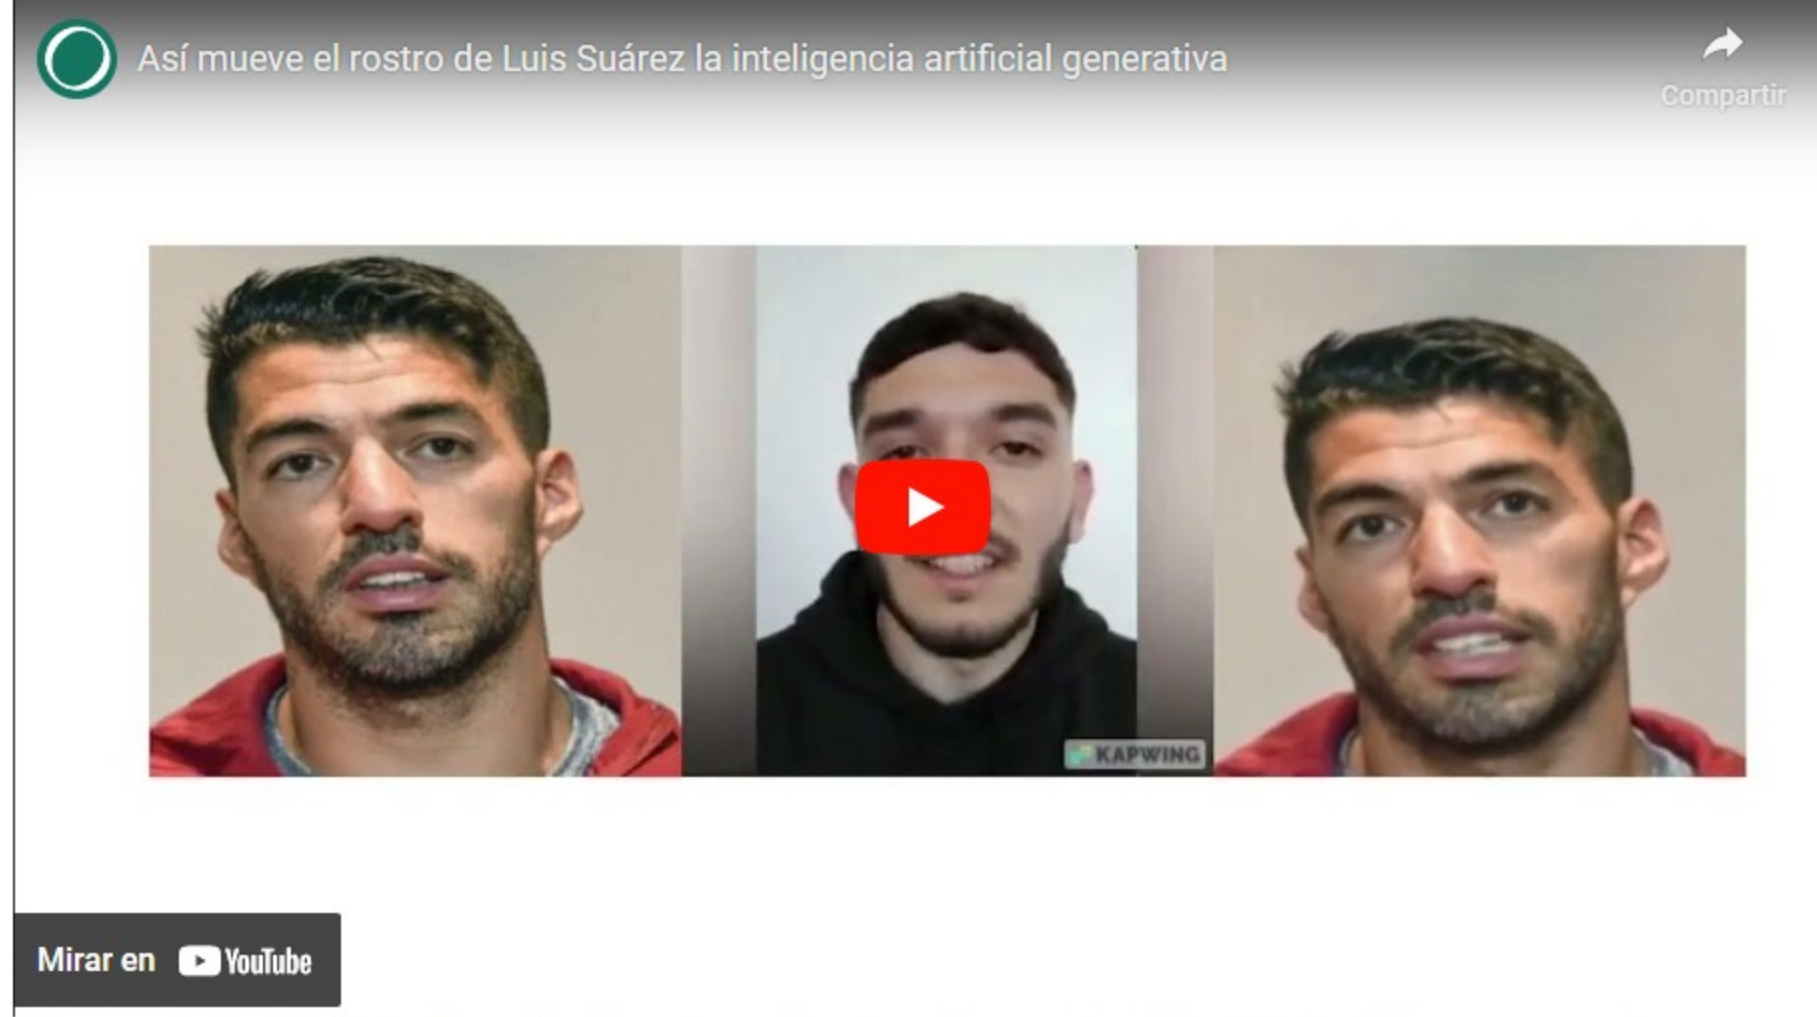 Así mueve el rostro de Luis Suárez la inteligencia artificial generativa
Compartir
KAPWING
Mirar en YouTube